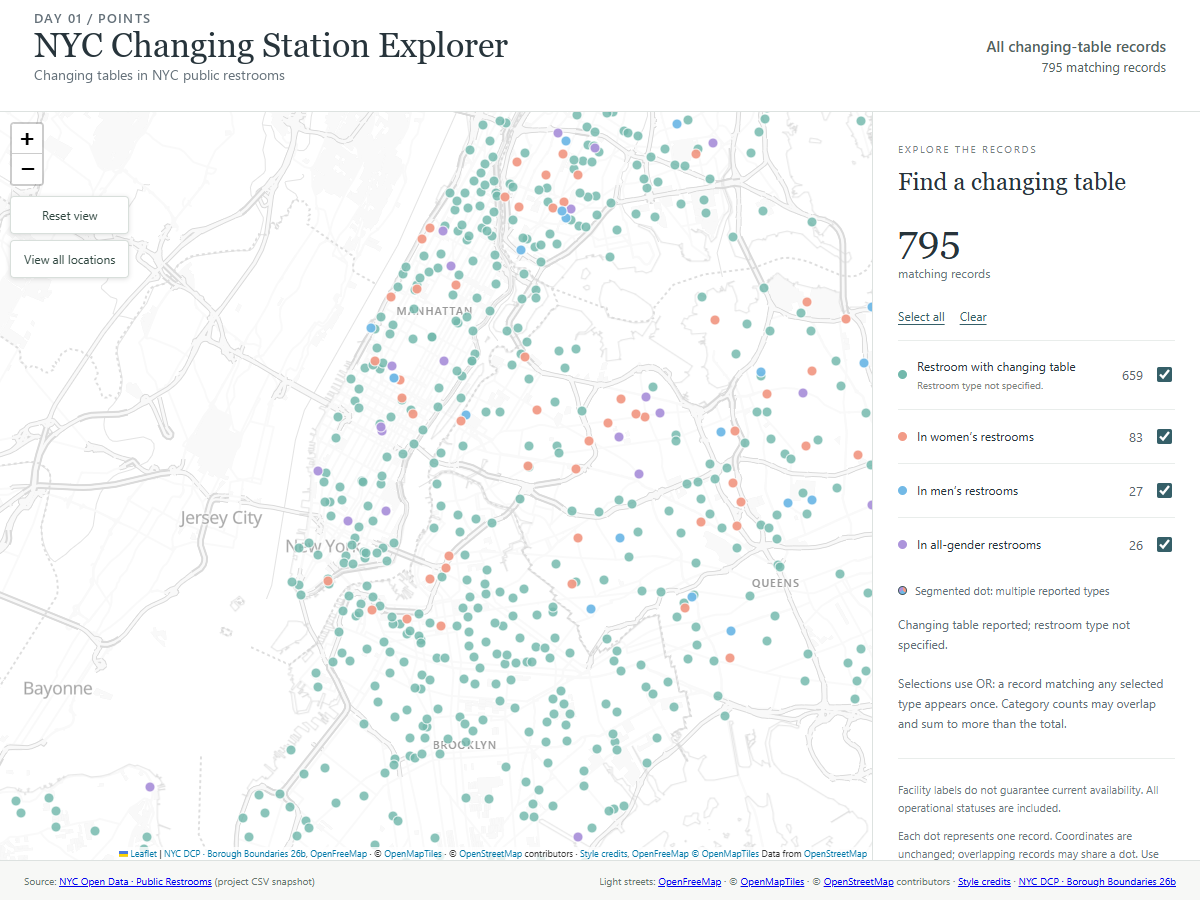 DAY 01 / POINTS
NYC Changing Station Explorer
Changing tables in NYC public restrooms
All changing-table records
795 matching records
+
−
Reset view
View all locations
MANHATTAN
Jersey City
New York
QUEENS
Bayonne
BROOKLYN
Leaflet | NYC DCP · Borough Boundaries 26b, OpenFreeMap · © OpenMapTiles · © OpenStreetMap contributors · Style credits, OpenFreeMap © OpenMapTiles Data from OpenStreetMap
EXPLORE THE RECORDS
Find a changing table
795
matching records
Select all Clear
Restroom with changing table 659
Restroom type not specified.
In women’s restrooms 83
In men’s restrooms 27
In all-gender restrooms 26
Segmented dot: multiple reported types
Changing table reported; restroom type not
specified.
Selections use OR: a record matching any selected
type appears once. Category counts may overlap
and sum to more than the total.
Facility labels do not guarantee current availability. All
operational statuses are included.
Each dot represents one record. Coordinates are
unchanged; overlapping records may share a dot. Use
Source: NYC Open Data · Public Restrooms (project CSV snapshot)
Light streets: OpenFreeMap · © OpenMapTiles · © OpenStreetMap contributors · Style credits · NYC DCP · Borough Boundaries 26b